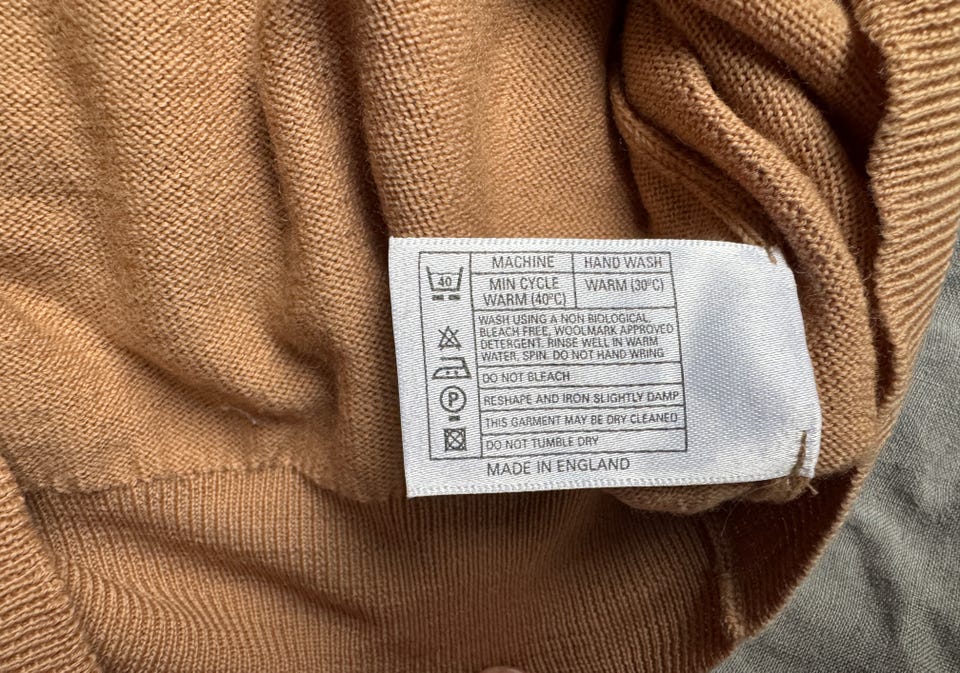 40
MACHINE
HAND WASH
MIN CYCLE
WARM (40ºC)
WARM (30ºC)
WASH USING A NON BIOLOGICAL,
BLEACH FREE, WOOLMARK APPROVED
DETERGENT. RINSE WELL IN WARM
WATER, SPIN. DO NOT HAND WRING
DO NOT BLEACH
RESHAPE AND IRON SLIGHTLY DAMP
P
THIS GARMENT MAY BE DRY CLEANED
DO NOT TUMBLE DRY
MADE IN ENGLAND